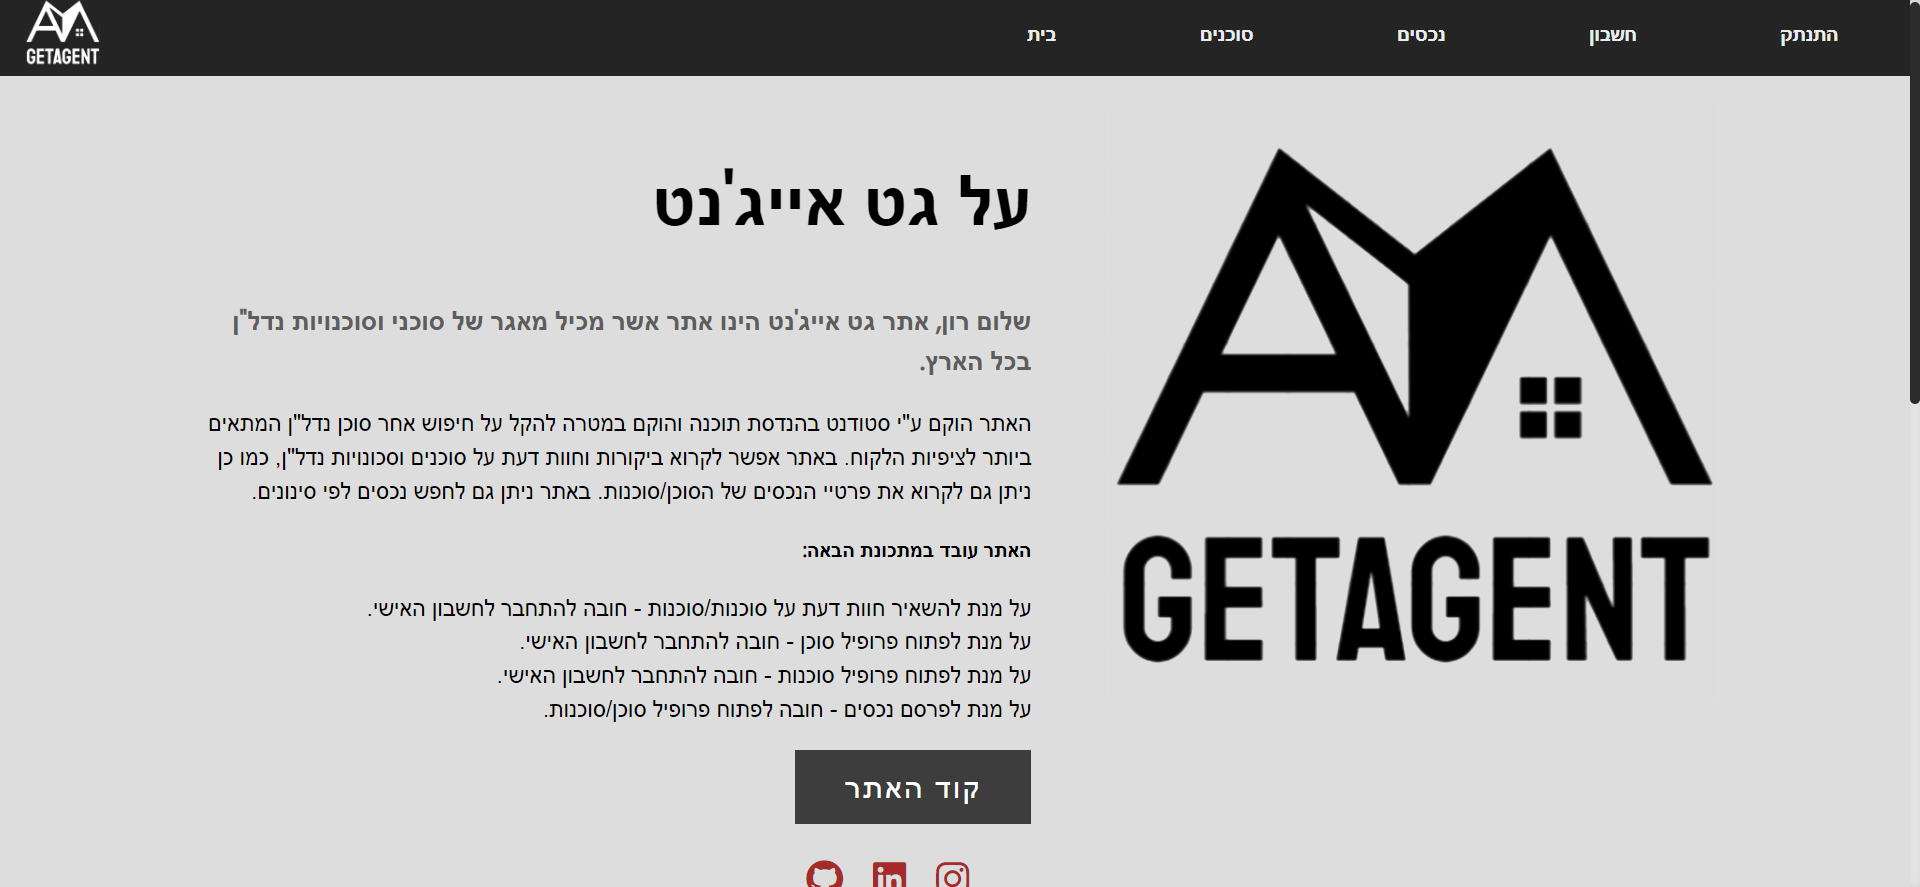 GETAGENT
התנתק
חשבון
נכסים
סוכנים
בית
על גט אייג'נט
שלום רון, אתר גט אייג'נט הינו אתר אשר מכיל מאגר של סוכני וסוכנויות נדל"ן
בכל הארץ.
האתר הוקם ע"י סטודנט בהנדסת תוכנה והוקם במטרה להקל על חיפוש אחר סוכן נדל"ן המתאים
ביותר לציפיות הלקוח. באתר אפשר לקרוא ביקורות וחוות דעת על סוכנים וסכונויות נדל"ן, כמו כן
ניתן גם לקרוא את פרטיי הנכסים של הסוכן/סוכנות. באתר ניתן גם לחפש נכסים לפי סינונים.
האתר עובד במתכונת הבאה:
על מנת להשאיר חוות דעת על סוכנות/סוכנות - חובה להתחבר לחשבון האישי.
על מנת לפתוח פרופיל סוכן - חובה להתחבר לחשבון האישי.
על מנת לפתוח פרופיל סוכנות - חובה להתחבר לחשבון האישי.
על מנת לפרסם נכסים - חובה לפתוח פרופיל סוכן/סוכנות.
קוד האתר
GETAGENT
in